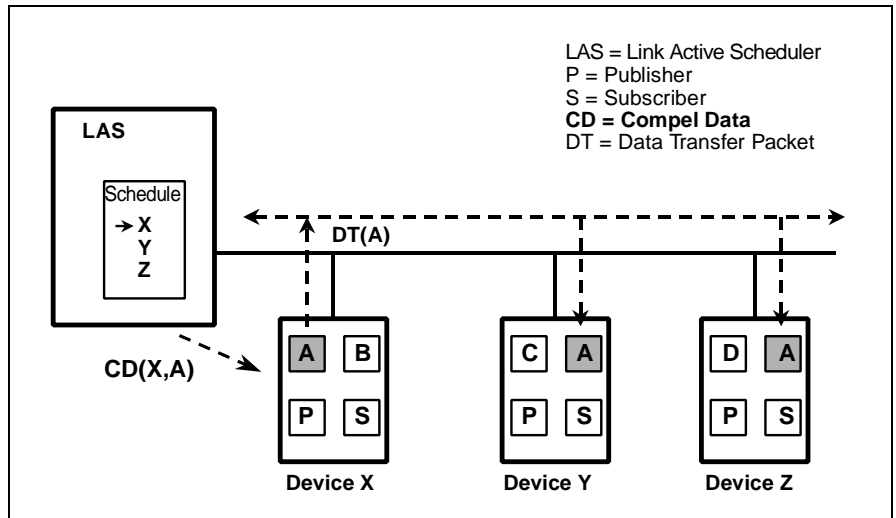 LAS = Link Active Scheduler
P = Publisher
S = Subscriber
CD = Compel Data
DT = Data Transfer Packet
LAS
Schedule
X
Y
Z
DT(A)
CD(X,A)
A B
P S
Device X
C A
P S
Device Y
D A
P S
Device Z